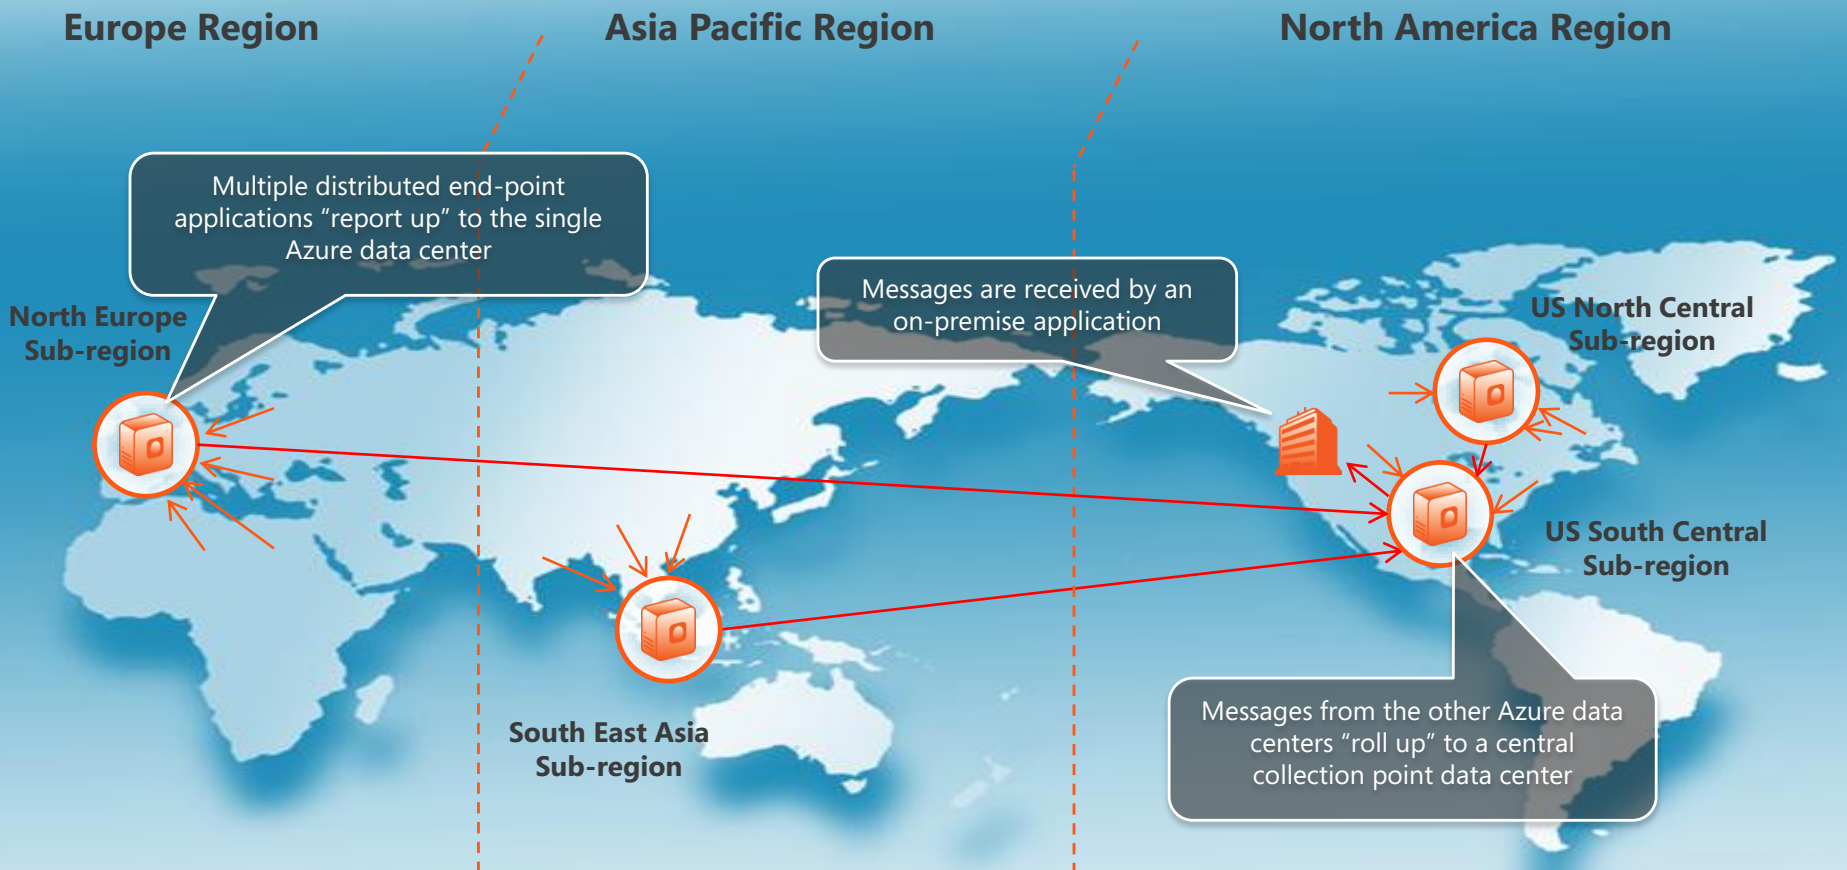 Europe Region
Asia Pacific Region
North America Region
Multiple distributed end-point
applications “report up” to the single
Azure data center
Messages are received by an
on-premise application
North Europe
Sub-region
US North Central
Sub-region
US South Central
Sub-region
South East Asia
Sub-region
Messages from the other Azure data
centers “roll up” to a central
collection point data center